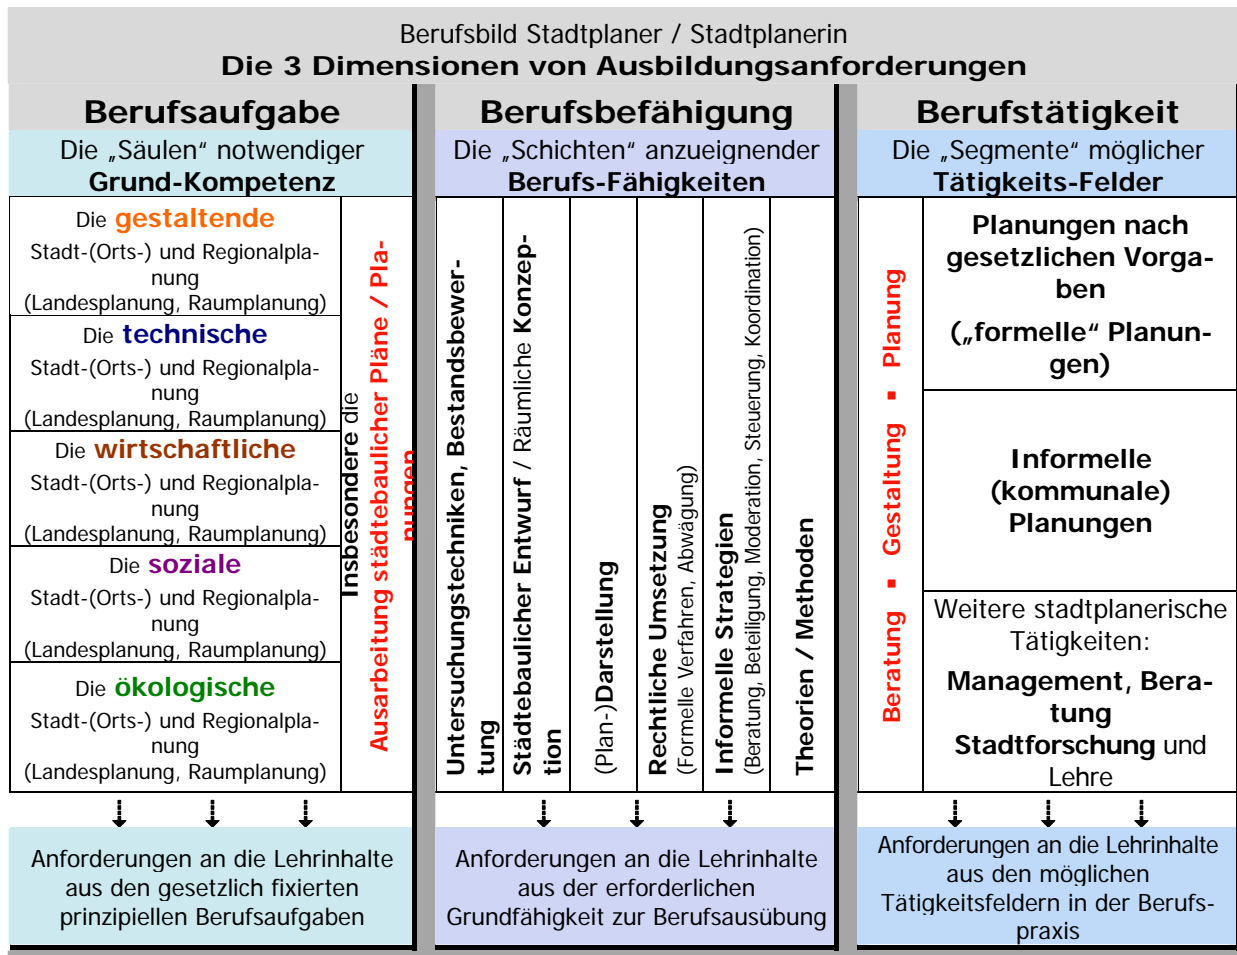 Berufsbild Stadtplaner / Stadtplanerin
Die 3 Dimensionen von Ausbildungsanforderungen
Berufsaufgabe
Die „Säulen“ notwendiger
Grund-Kompetenz
Die gestaltende
Stadt-(Orts-) und Regionalpla-
nung
(Landesplanung, Raumplanung)
Die technische
Stadt-(Orts-) und Regionalpla-
nung
(Landesplanung, Raumplanung)
Die wirtschaftliche
Stadt-(Orts-) und Regionalpla-
nung
(Landesplanung, Raumplanung)
Die soziale
Stadt-(Orts-) und Regionalpla-
nung
(Landesplanung, Raumplanung)
Die ökologische
Stadt-(Orts-) und Regionalpla-
nung
(Landesplanung, Raumplanung)
Insbesondere die
Ausarbeitung städtebaulicher Pläne / Pla-
nungen
Anforderungen an die Lehrinhalte
aus den gesetzlich fixierten
prinzipiellen Berufsaufgaben
Berufsbefähigung
Die „Schichten“ anzueignender
Berufs-Fähigkeiten
Untersuchungstechniken, Bestandsbewer-
tung
Städtebaulicher Entwurf / Räumliche Konzep-
tion
(Plan-)Darstellung
Rechtliche Umsetzung
(Formelle Verfahren, Abwägung)
Informelle Strategien
(Beratung, Beteiligung, Moderation, Steuerung, Koordination)
Theorien / Methoden
Anforderungen an die Lehrinhalte
aus der erforderlichen
Grundfähigkeit zur Berufsausübung
Berufstätigkeit
Die „Segmente“ möglicher
Tätigkeits-Felder
Beratung ▪ Gestaltung ▪ Planung
Planungen nach
gesetzlichen Vorga-
ben
(„formelle“ Planun-
gen)
Informelle
(kommunale)
Planungen
Weitere stadtplanerische
Tätigkeiten:
Management, Bera-
tung
Stadtforschung und
Lehre
Anforderungen an die Lehrinhalte
aus den möglichen
Tätigkeitsfeldern in der Berufs-
praxis